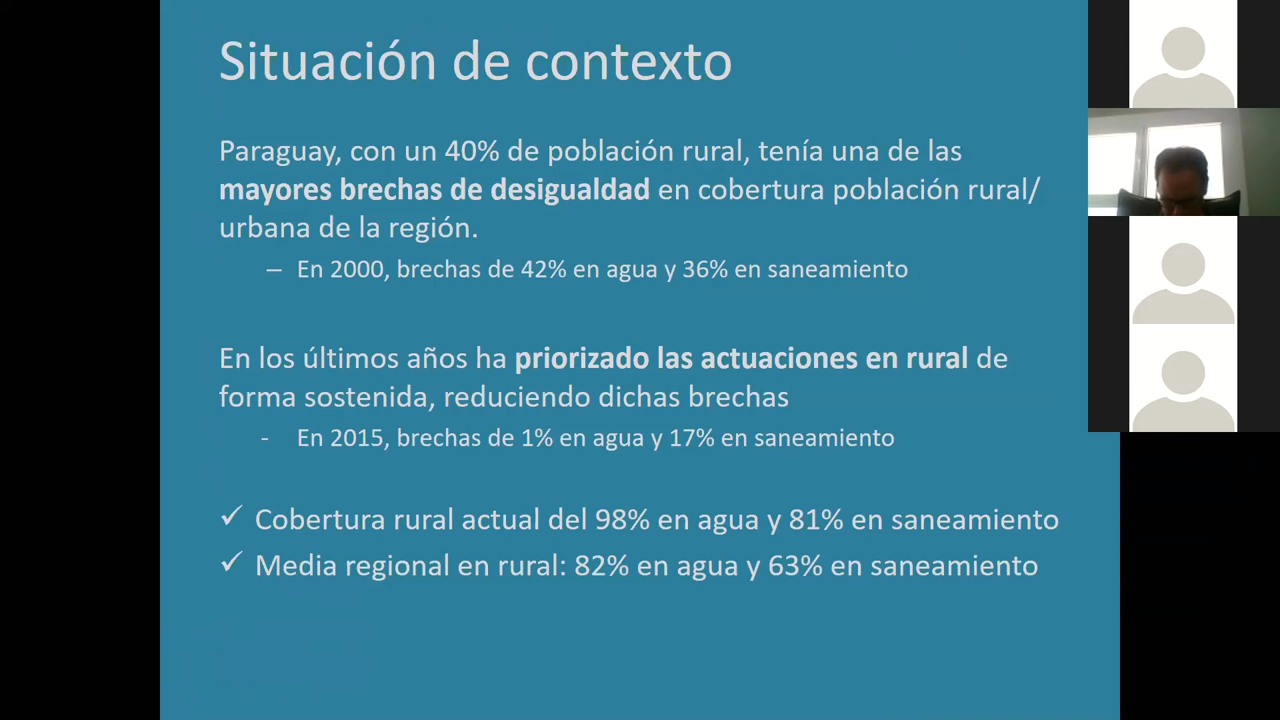 Situación de contexto
Paraguay, con un 40% de población rural, tenía una de las
mayores brechas de desigualdad en cobertura población rural/
urbana de la región.
– En 2000, brechas de 42% en agua y 36% en saneamiento
En los últimos años ha priorizado las actuaciones en rural de
forma sostenida, reduciendo dichas brechas
- En 2015, brechas de 1% en agua y 17% en saneamiento
✓ Cobertura rural actual del 98% en agua y 81% en saneamiento
✓ Media regional en rural: 82% en agua y 63% en saneamiento